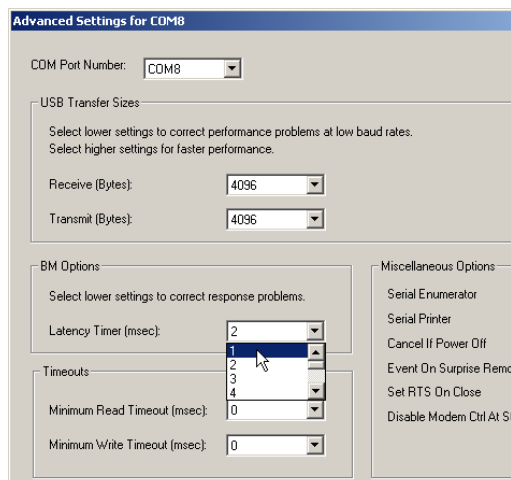 Advanced Settings for COM8
COM Port Number: COM8
USB Transfer Sizes
Select lower settings to correct performance problems at low baud rates.
Select higher settings for faster performance.
Receive (Bytes): 4096
Transmit (Bytes): 4096
BM Options
Select lower settings to correct response problems.
Latency Timer (msec): 2
1
2
3
4
Timeouts
Minimum Read Timeout (msec): 0
Minimum Write Timeout (msec): 0
Miscellaneous Options
Serial Enumerator
Serial Printer
Cancel If Power Off
Event On Surprise Remo
Set RTS On Close
Disable Modem Ctrl At S